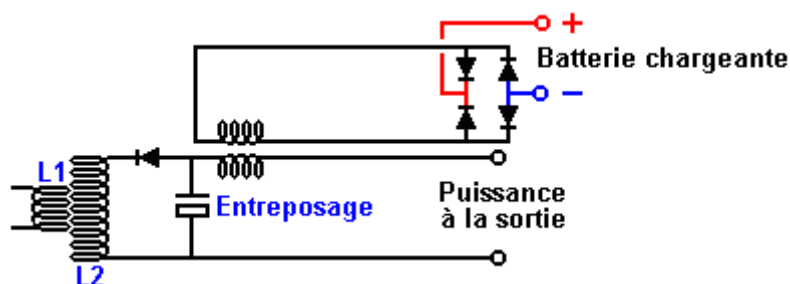 +
Batterie chargeante
−
L1
Entreposage
Puissance
à la sortie
L2